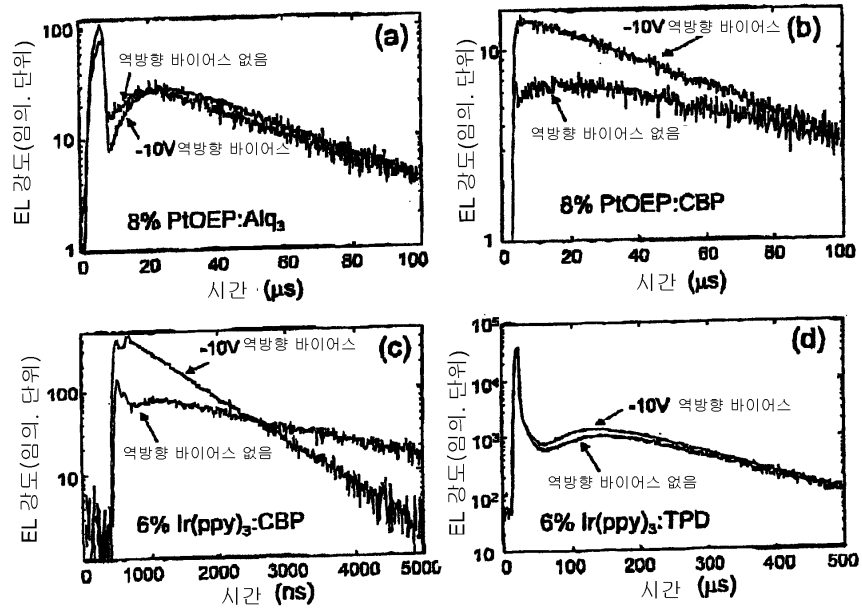 (a)
100
역방향 바이어스 없음
10
-10V 역방향 바이어스
8% PtOEP:Alq₃
1
0 20 40 60 80 100
시간 (μs)
EL 강도(임의. 단위)
(b)
-10V 역방향 바이어스
10
역방향 바이어스 없음
8% PtOEP:CBP
1
0 20 40 60 80 100
시간 (μs)
EL 강도(임의. 단위)
(c)
-10V 역방향 바이어스
100
역방향 바이어스 없음
10
6% Ir(ppy)₃:CBP
0 1000 2000 3000 4000 5000
시간 (ns)
EL 강도(임의. 단위)
10⁵
(d)
10⁴
-10V 역방향 바이어스
10³
역방향 바이어스 없음
10²
6% Ir(ppy)₃:TPD
10
0 100 200 300 400 500
시간 (μs)
EL 강도(임의. 단위)